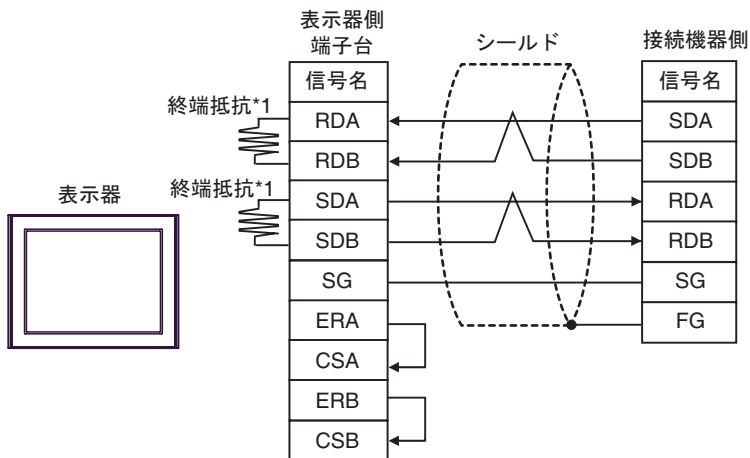 表示器側
端子台
シールド
接続機器側
信号名
信号名
終端抵抗*1
RDA
SDA
RDB
SDB
終端抵抗*1
表示器
SDA
RDA
SDB
RDB
SG
SG
ERA
FG
CSA
ERB
CSB